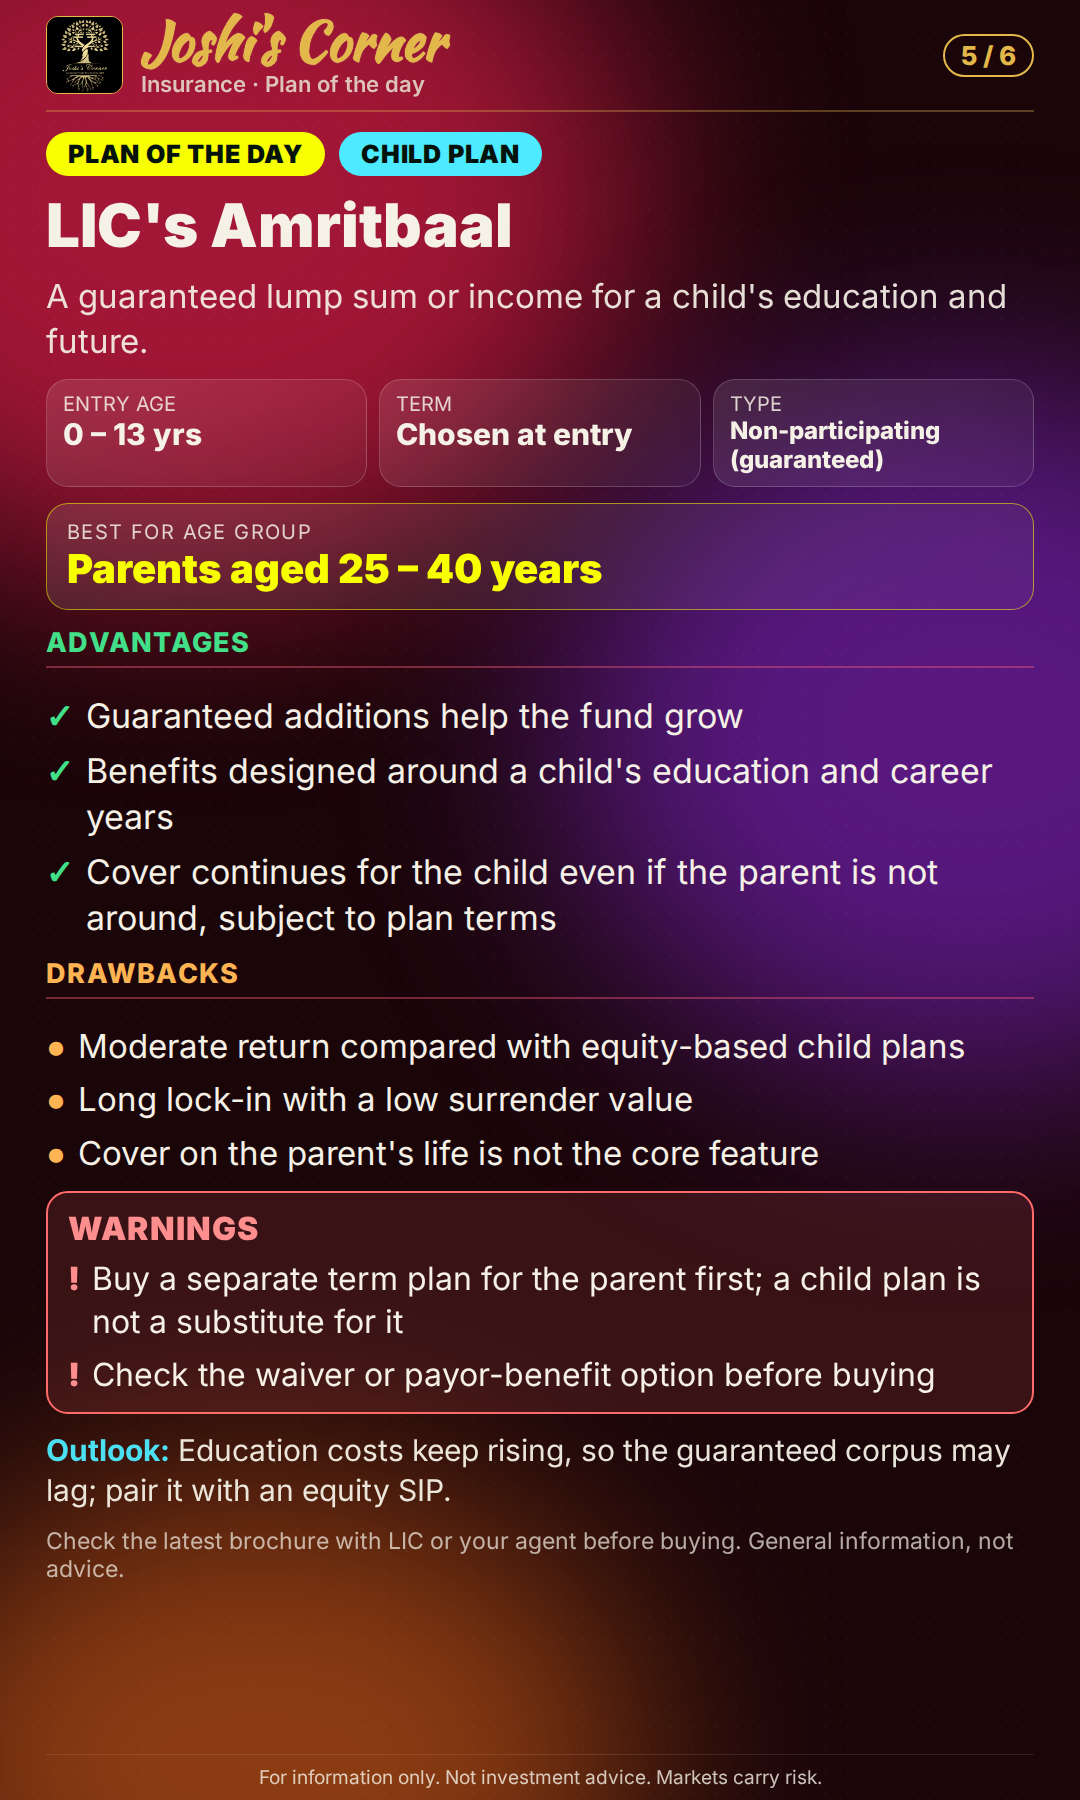 Joshi's Corner
Joshi's Corner
Insurance · Plan of the day
5 / 6
PLAN OF THE DAY
CHILD PLAN
LIC's Amritbaal
A guaranteed lump sum or income for a child's education and
future.
ENTRY AGE
0 – 13 yrs
TERM
Chosen at entry
TYPE
Non-participating
(guaranteed)
BEST FOR AGE GROUP
Parents aged 25 – 40 years
ADVANTAGES
✓ Guaranteed additions help the fund grow
✓ Benefits designed around a child's education and career
years
✓ Cover continues for the child even if the parent is not
around, subject to plan terms
DRAWBACKS
● Moderate return compared with equity-based child plans
● Long lock-in with a low surrender value
● Cover on the parent's life is not the core feature
WARNINGS
! Buy a separate term plan for the parent first; a child plan is
not a substitute for it
! Check the waiver or payor-benefit option before buying
Outlook: Education costs keep rising, so the guaranteed corpus may
lag; pair it with an equity SIP.
Check the latest brochure with LIC or your agent before buying. General information, not
advice.
For information only. Not investment advice. Markets carry risk.